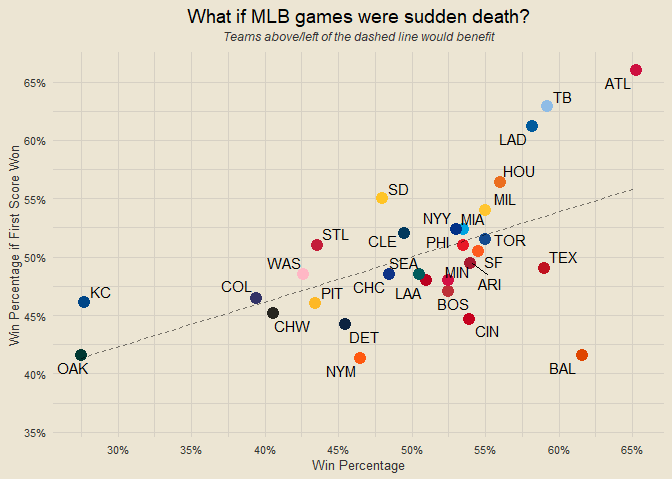 What if MLB games were sudden death?
Teams above/left of the dashed line would benefit
Win Percentage if First Score Won
65%
60%
55%
50%
45%
40%
35%
ATL
TB
LAD
HOU
SD
MIL
NYY
MIA
STL
CLE
PHI
TOR
WAS
SEA
SF
TEX
MIN
KC
COL
PIT
CHC
LAA
ARI
BOS
CHW
DET
CIN
OAK
NYM
BAL
30%
40%
45%
50%
55%
60%
65%
Win Percentage